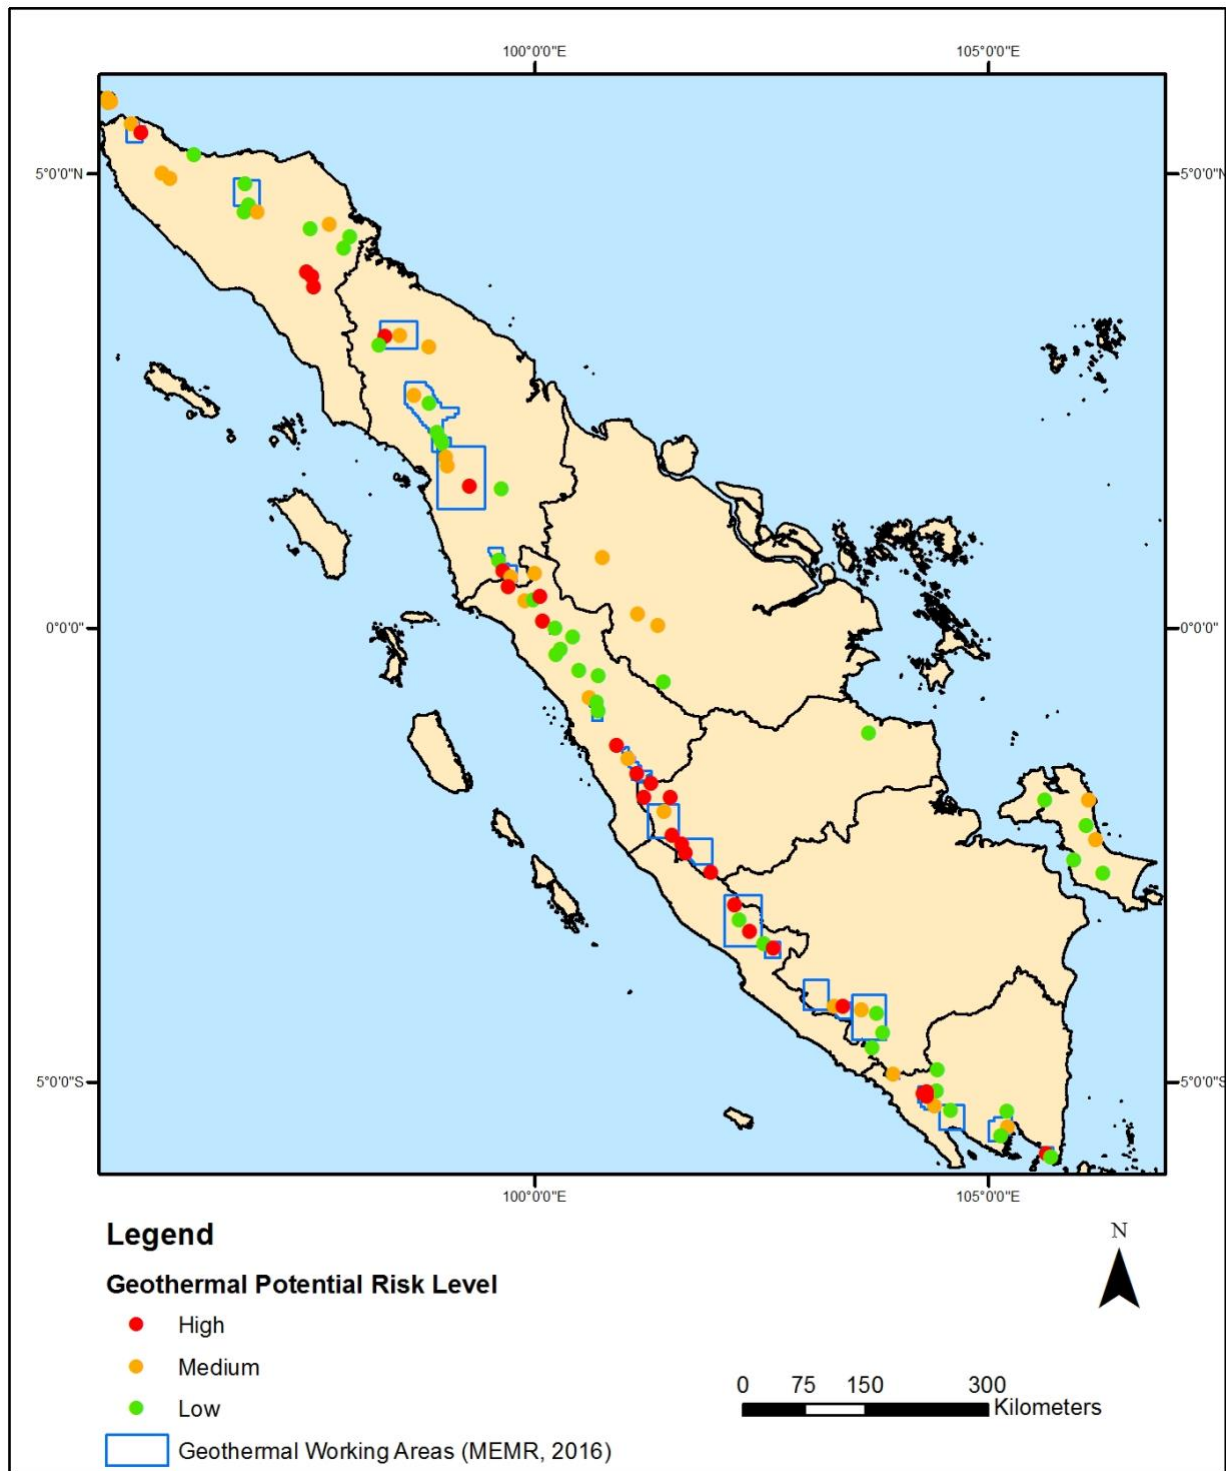 100°0'0"E 105°0'0"E
5°0'0"N 5°0'0"N
0°0'0" 0°0'0"
5°0'0"S 5°0'0"S
100°0'0"E 105°0'0"E
Legend
N
Geothermal Potential Risk Level
High
Medium
Low
0 75 150 300
Kilometers
Geothermal Working Areas (MEMR, 2016)